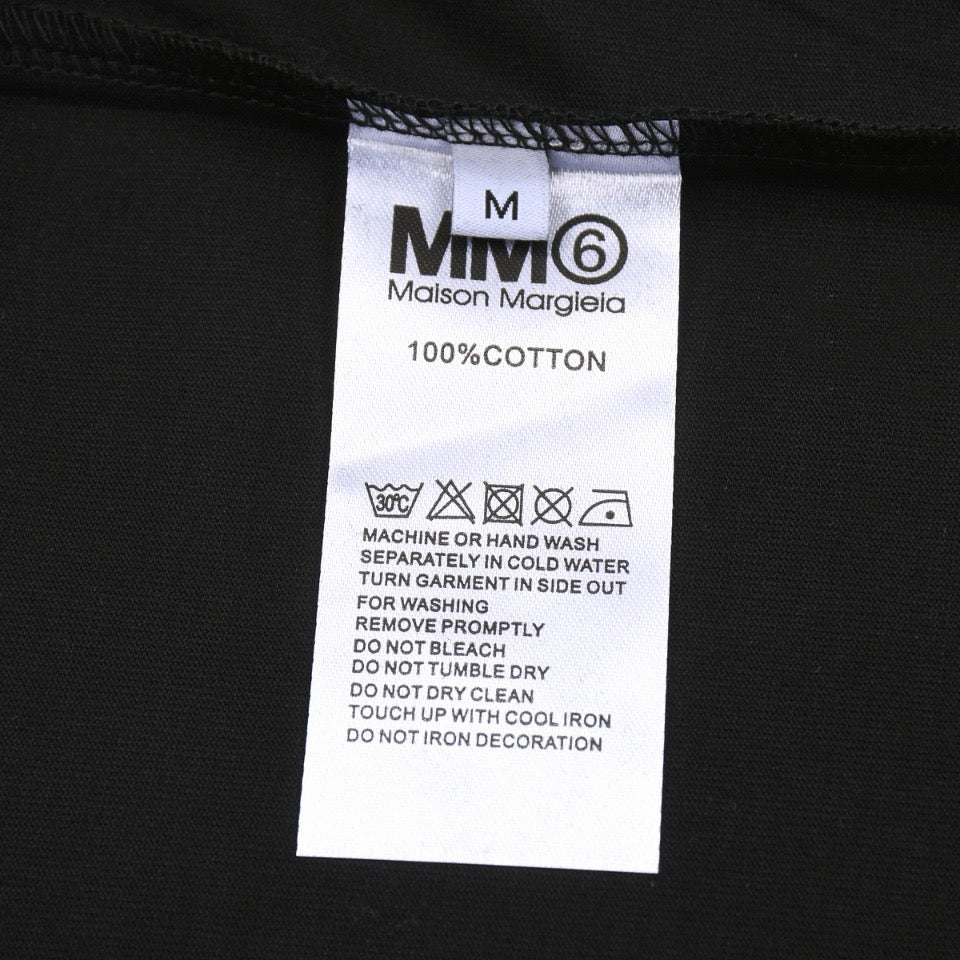 M
MM6
Maison Margiela
100%COTTON
30°C
MACHINE OR HAND WASH
SEPARATELY IN COLD WATER
TURN GARMENT IN SIDE OUT
FOR WASHING
REMOVE PROMPTLY
DO NOT BLEACH
DO NOT TUMBLE DRY
DO NOT DRY CLEAN
TOUCH UP WITH COOL IRON
DO NOT IRON DECORATION